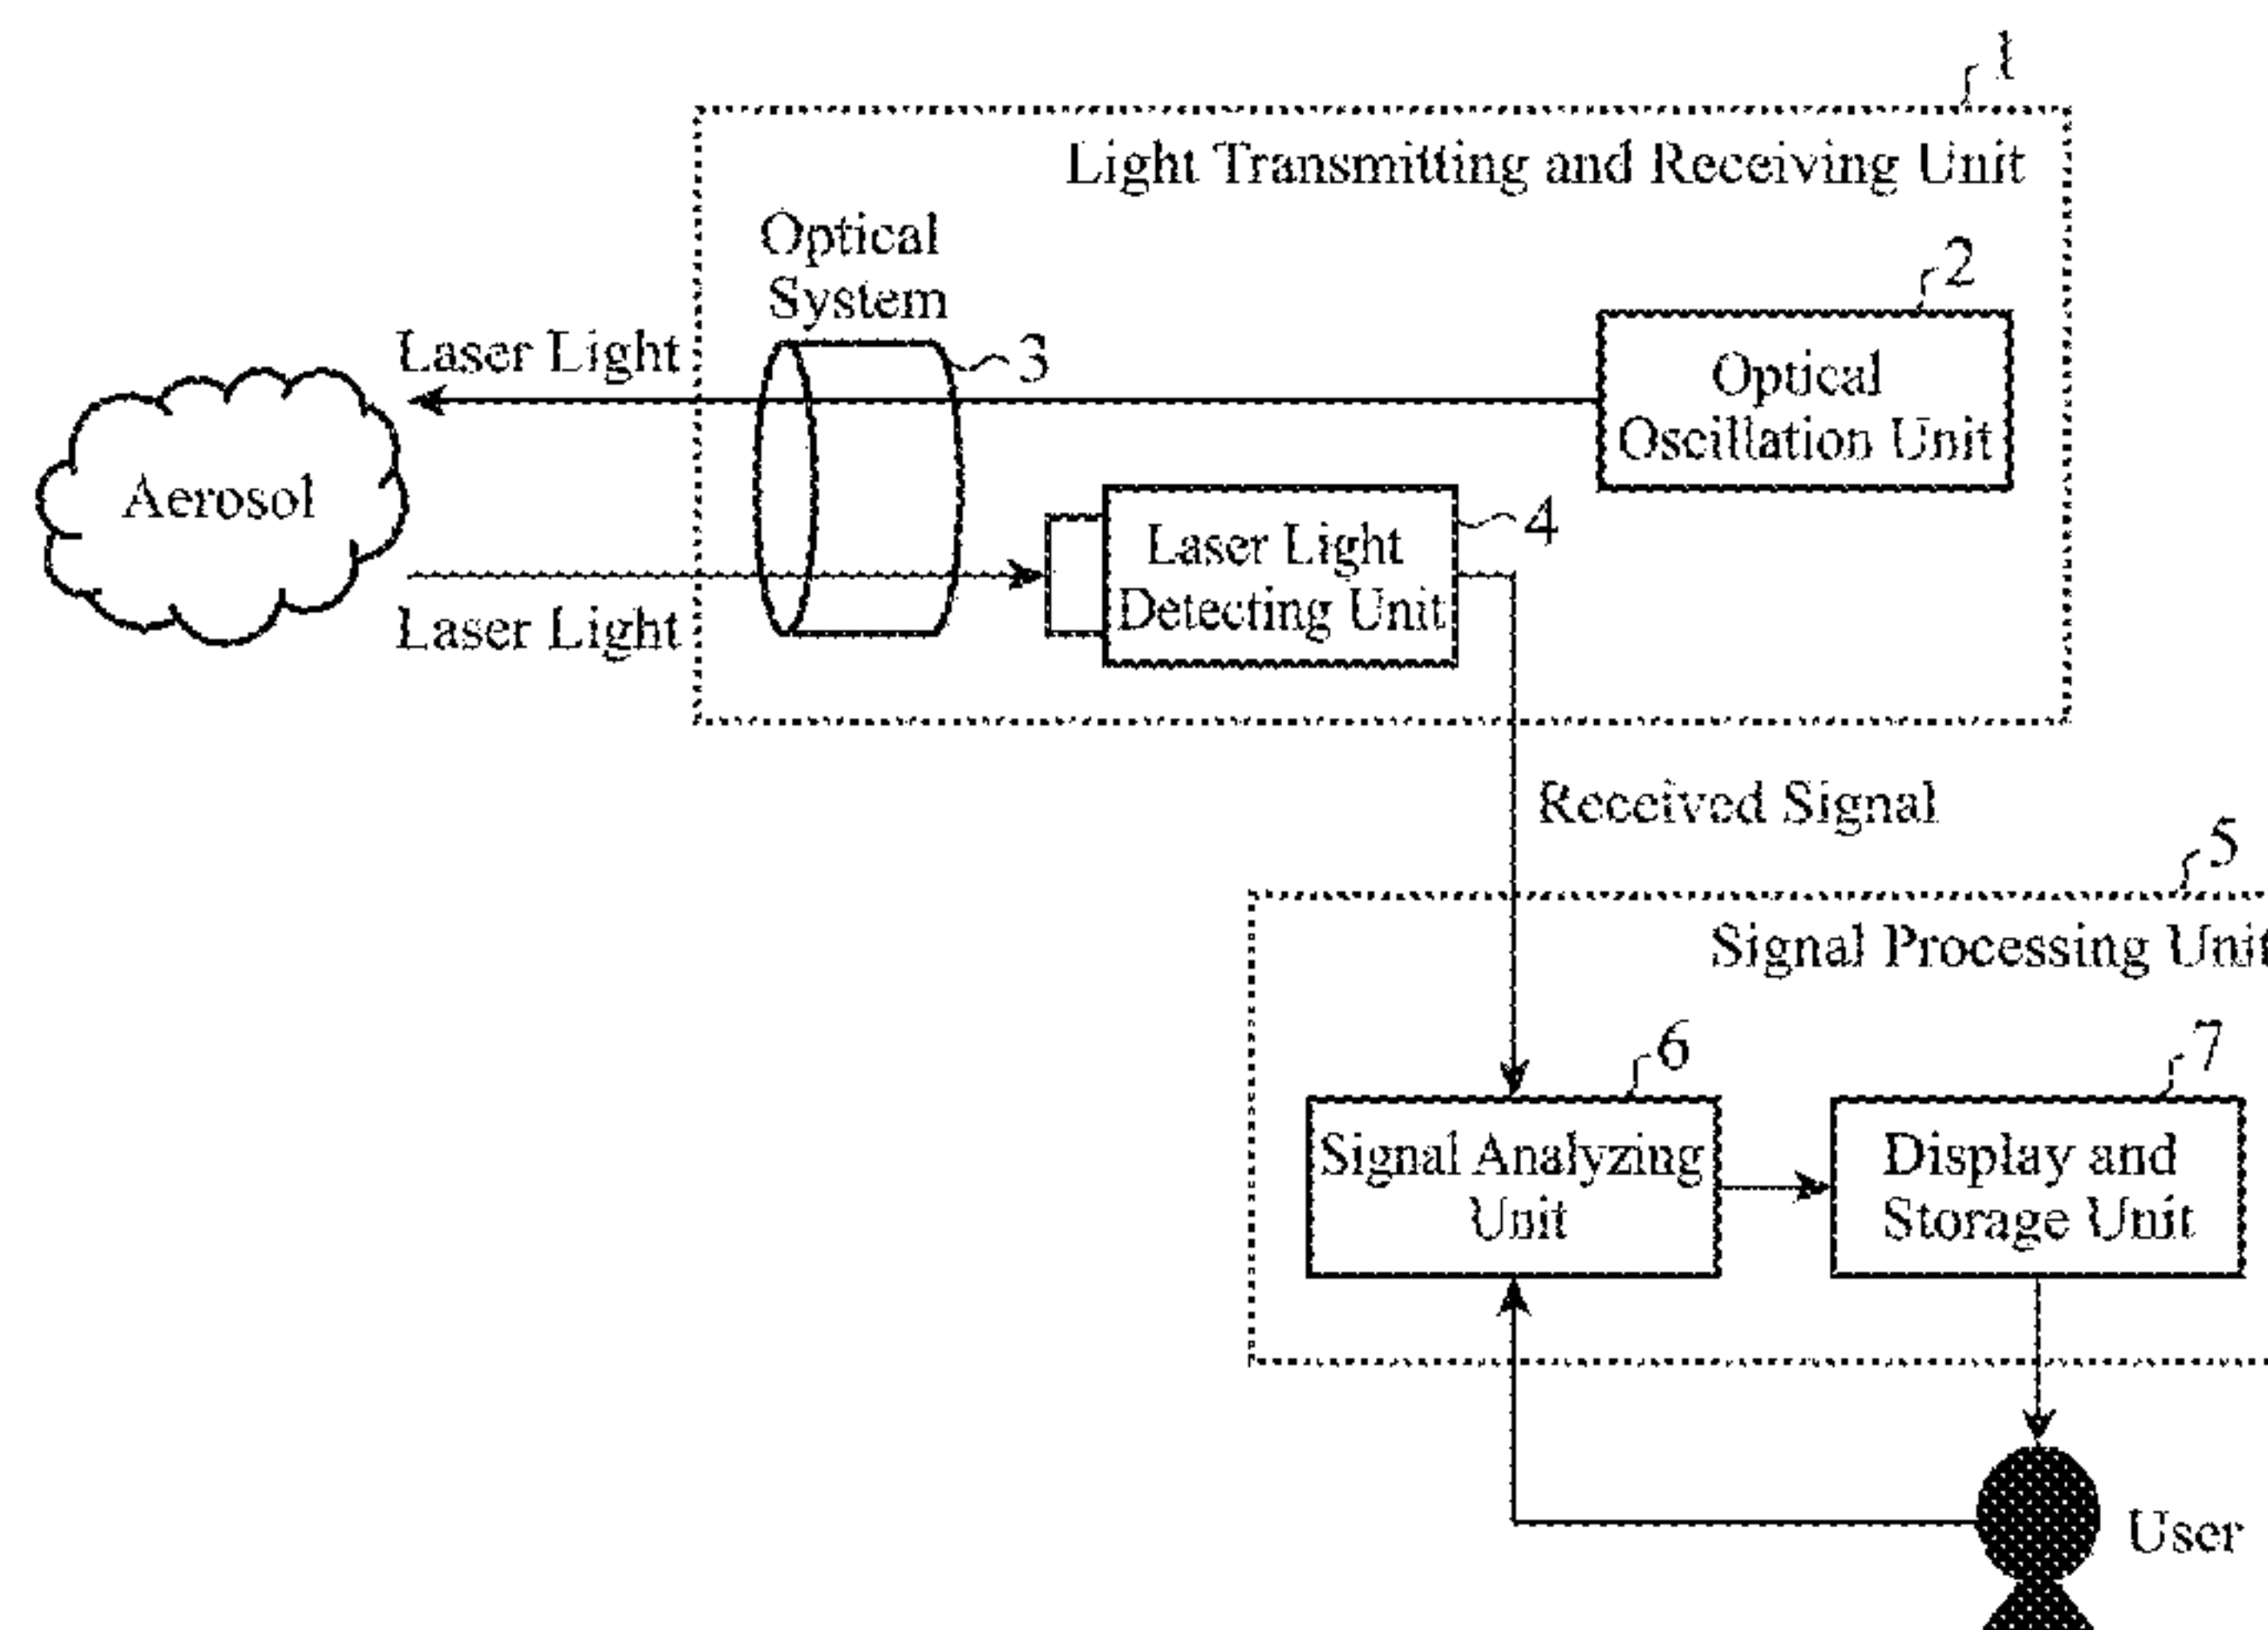 1
Light Transmitting and Receiving Unit
Optical
System
2
Laser Light
3
Optical
Oscillation Unit
Aerosol
4
Laser Light
Detecting Unit
Laser Light
Received Signal
5
Signal Processing Unit
6
7
Signal Analyzing
Unit
Display and
Storage Unit
User